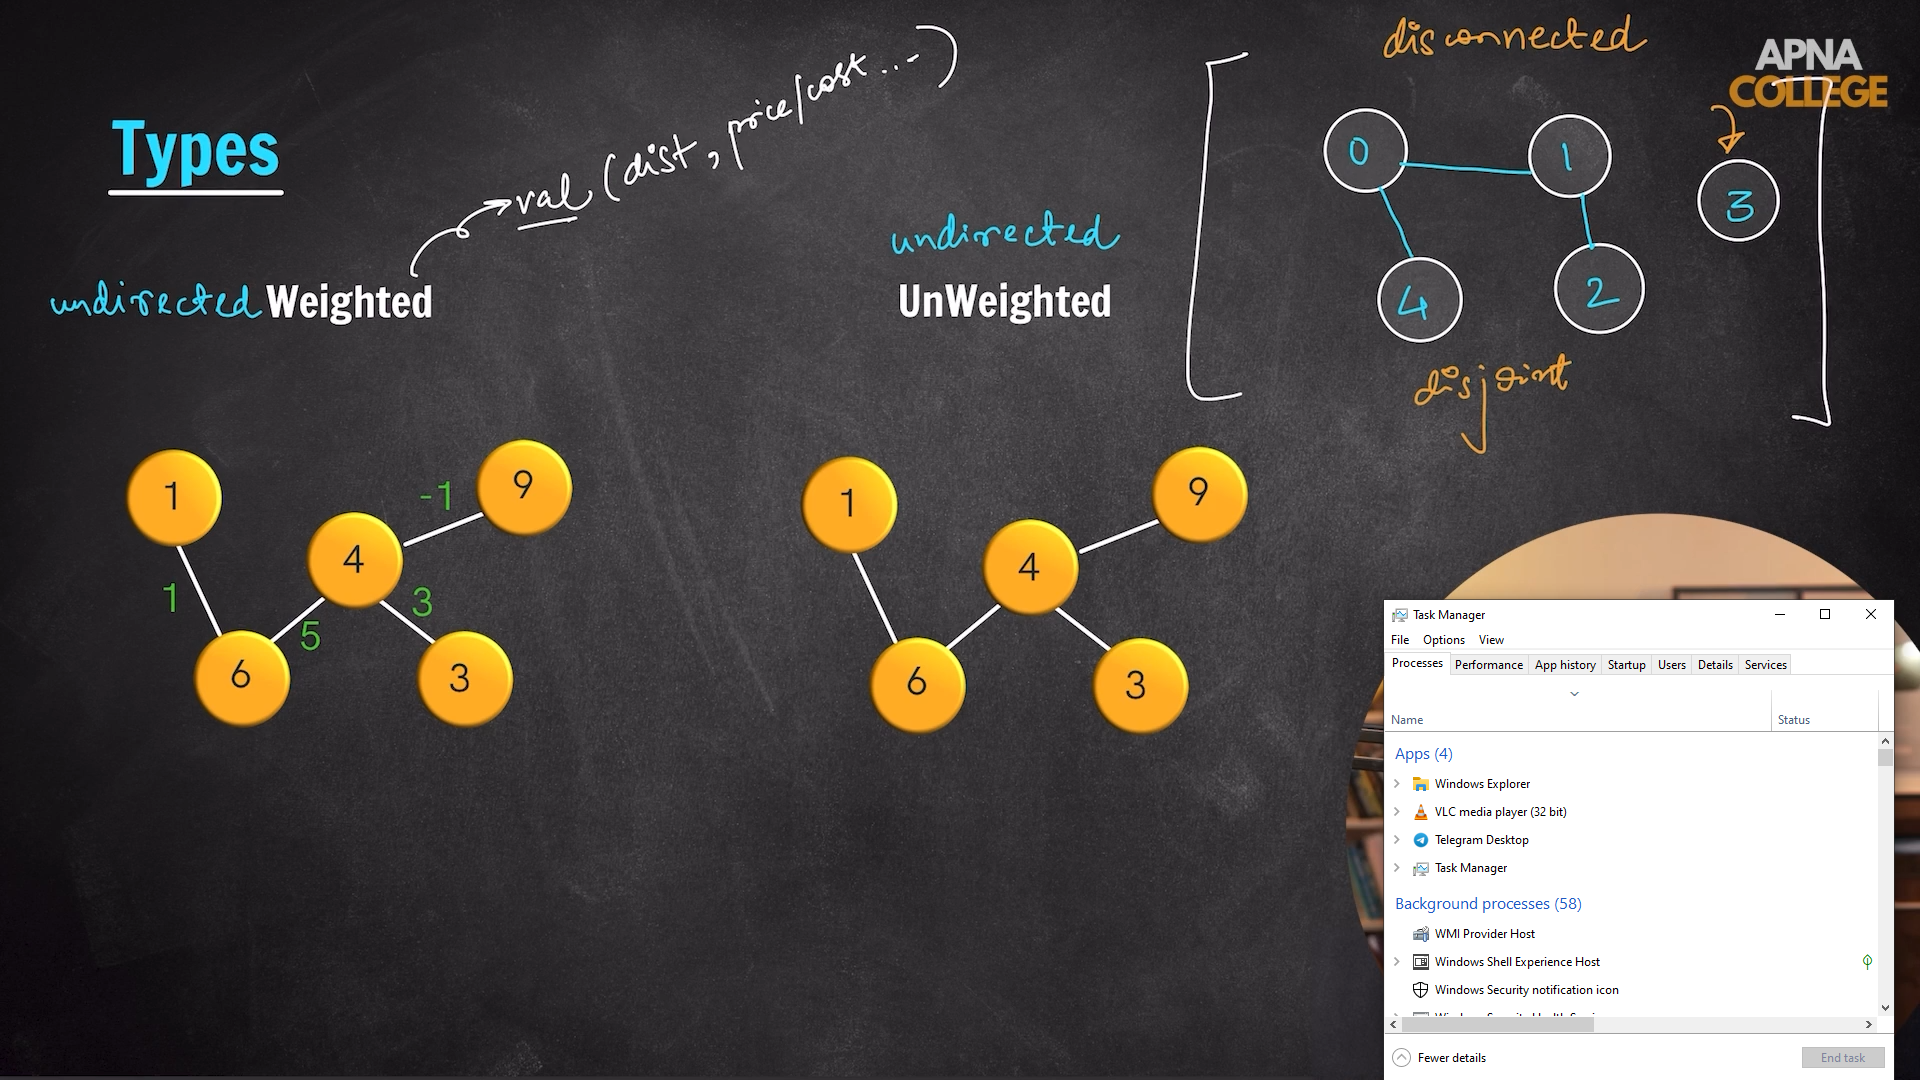 disconnected
APNA
COLLEGE
Types
val (dist, price/cost ... )
0
1
3
4
2
disjoint
undirected Weighted
undirected
UnWeighted
1
4
9
6
3
1
5
3
-1
1
4
9
6
3
Task Manager
File Options View
Processes Performance App history Startup Users Details Services
Name Status
Apps (4)
Windows Explorer
VLC media player (32 bit)
Telegram Desktop
Task Manager
Background processes (58)
WMI Provider Host
Windows Shell Experience Host
Windows Security notification icon
Fewer details
End task